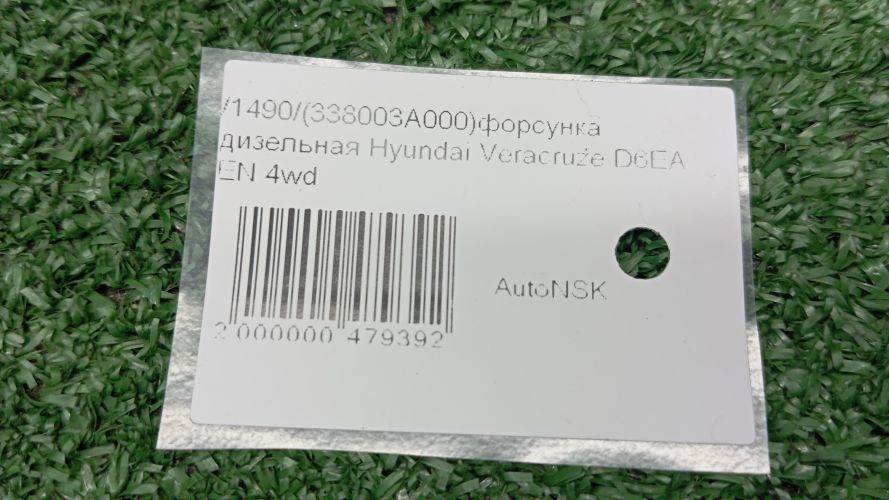 /1490/(338003A000)форсунка
дизельная Hyundai Veracruze D6EA
EN 4wd
2 000000 479392
AutoNSK